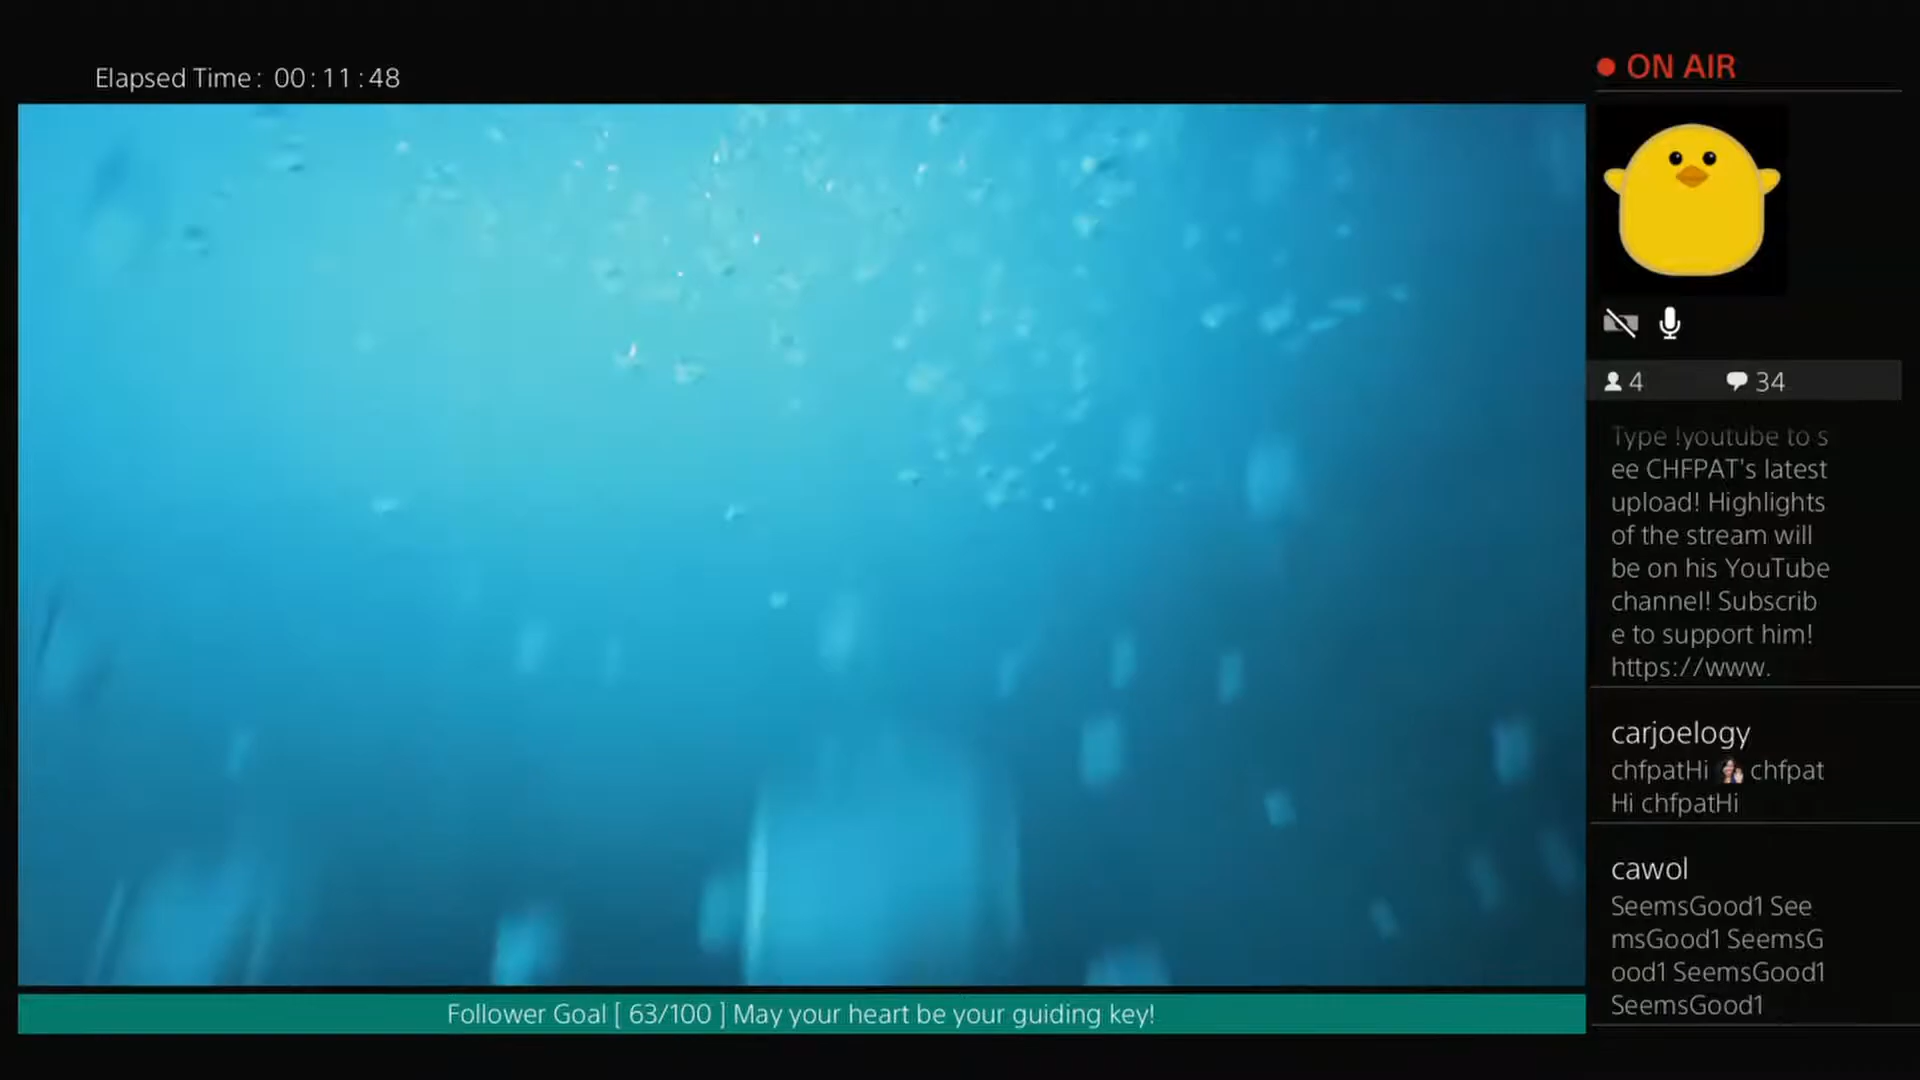 Elapsed Time: 00:11:48
ON AIR
4 34
Type !youtube to s
ee CHFPAT's latest
upload! Highlights
of the stream will
be on his YouTube
channel! Subscrib
e to support him!
https://www.
carjoelogy
chfpatHi chfpat
Hi chfpatHi
cawol
SeemsGood1 See
msGood1 SeemsG
ood1 SeemsGood1
SeemsGood1
Follower Goal [ 63/100 ] May your heart be your guiding key!